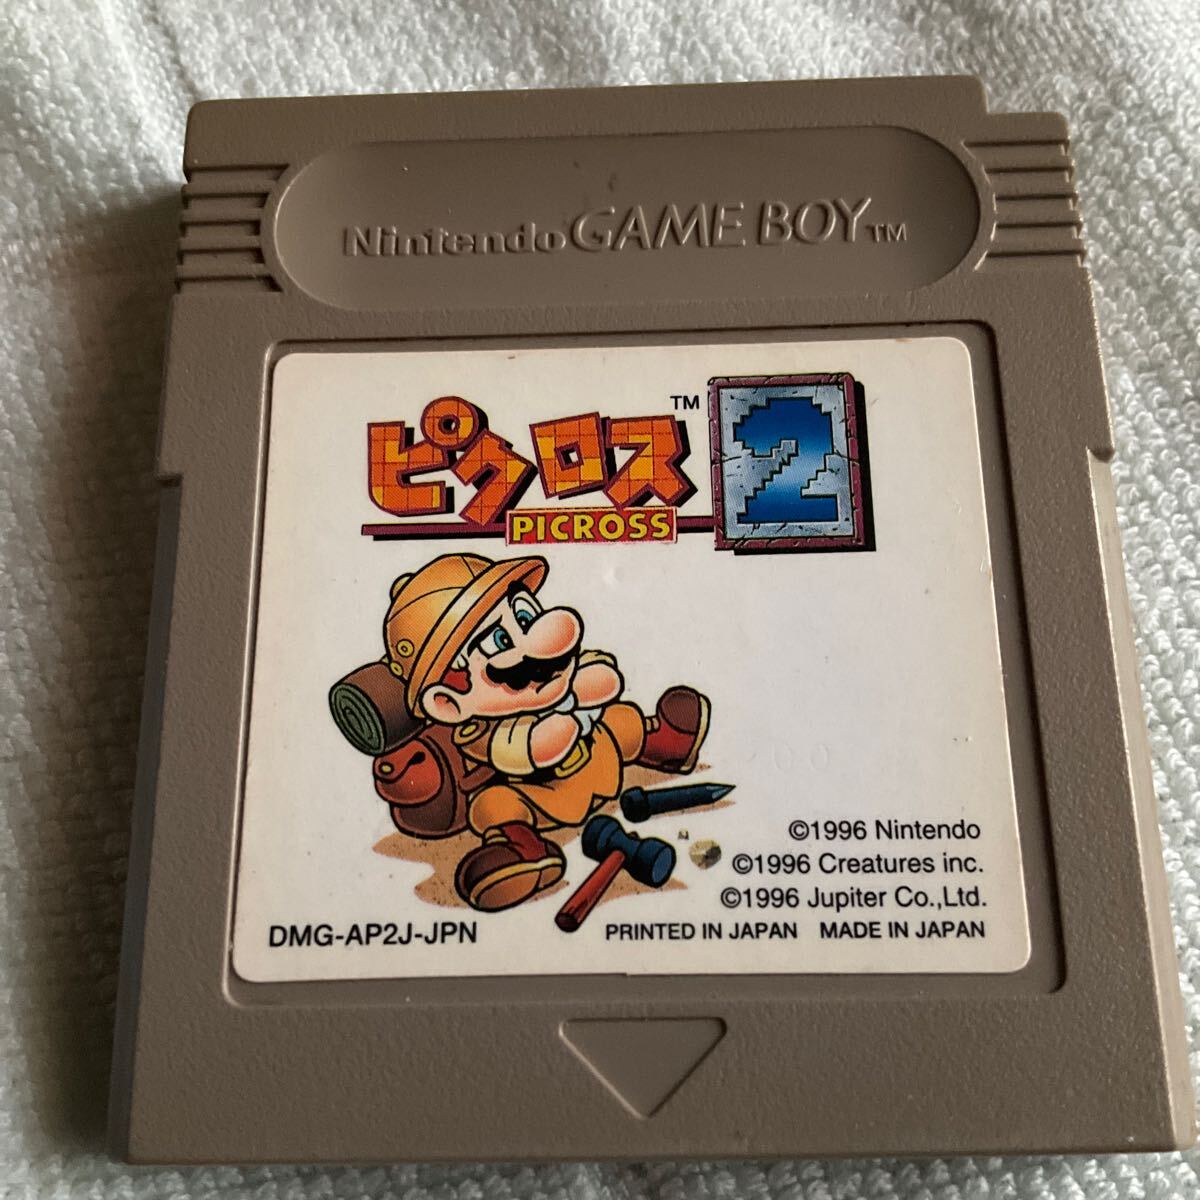 Nintendo GAME BOY™
ピクロス™ 2
PICROSS
00
©1996 Nintendo
©1996 Creatures inc.
©1996 Jupiter Co.,Ltd.
DMG-AP2J-JPN PRINTED IN JAPAN MADE IN JAPAN